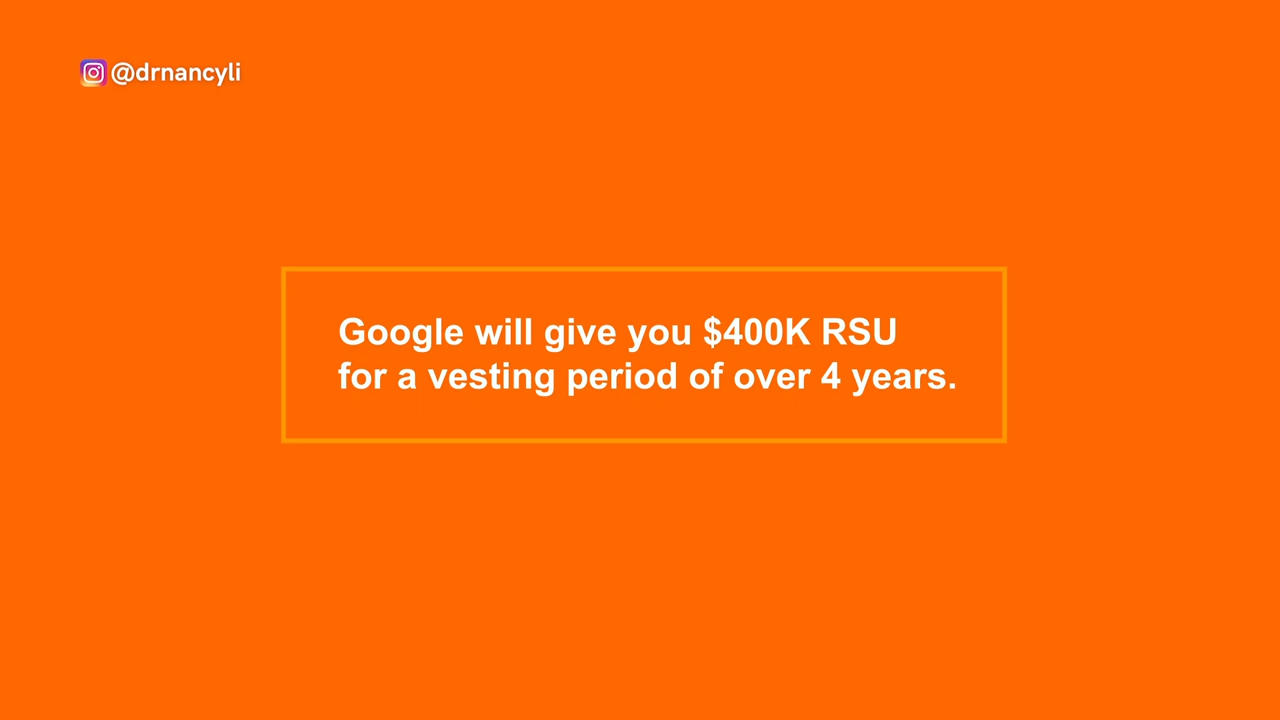 @drnancyli
Google will give you $400K RSU
for a vesting period of over 4 years.